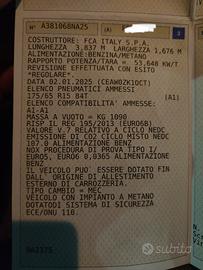 N° A381068NA25
(A)
COSTRUTTORE: FCA ITALY S.P.A.
LUNGHEZZA 3,837 M LARGHEZZA 1,676 M
ALIMENTAZIONE:BENZINA/METANO
RAPPORTO POTENZA/TARA = 53,648 KW/T
REVISIONE EFFETTUATA CON ESITO
*REGOLARE*.
DATA 02.01.2025 (CEAW0ZK1OCT)
ELENCO PNEUMATICI AMMESSI
175/65 R15 84T (A1)
ELENCO COMPATIBILITA' AMMESSE:
A1-A1
MASSA A VUOTO = KG 1090
RISP IL REG 195/2013 (EURO6B)
VALORE V.7 RELATIVO A CICLO NEDC
EMISSIONE DI CO2 CICLO MISTO NEDC
107.0 ALIMENTAZIONE BENZ
NOX PROCEDURA DI PROVA TIPO I/
EURO5, EURO6 0,0365 ALIMENTAZIONE
BENZ
IL VEICOLO PUO' ESSERE DOTATO FIN
DALL' ORIGINE DI ALLESTIMENTO
ESTERNO DI CARROZZERIA.
TIPO CAMBIO = MEC
VEICOLO CON IMPIANTO A METANO
DOTATODI SISTEMA DI SICUREZZA
ECE/ONU 110.
subito